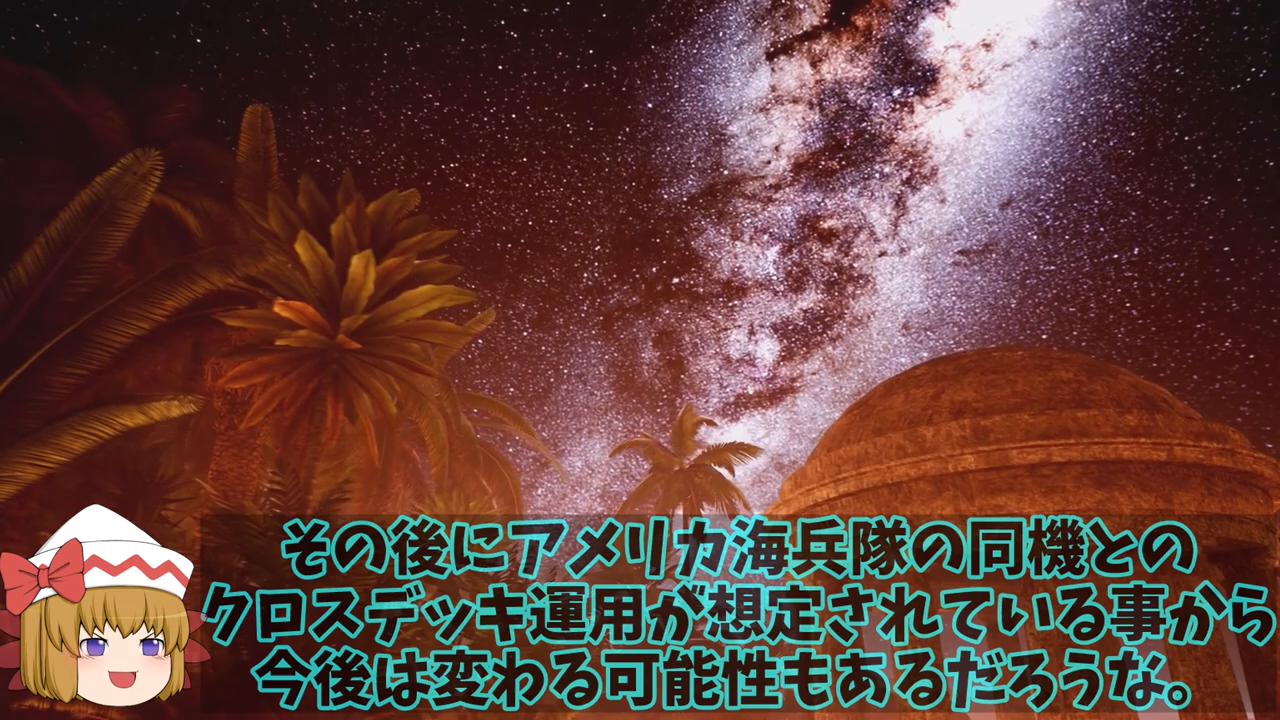 その後にアメリカ海兵隊の同機との
クロスデッキ運用が想定されている事から
今後は変わる可能性もあるだろうな。